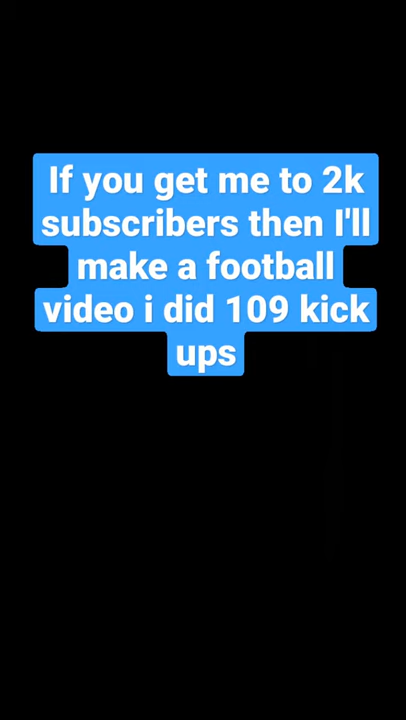 If you get me to 2k
subscribers then I'll
make a football
video i did 109 kick
ups